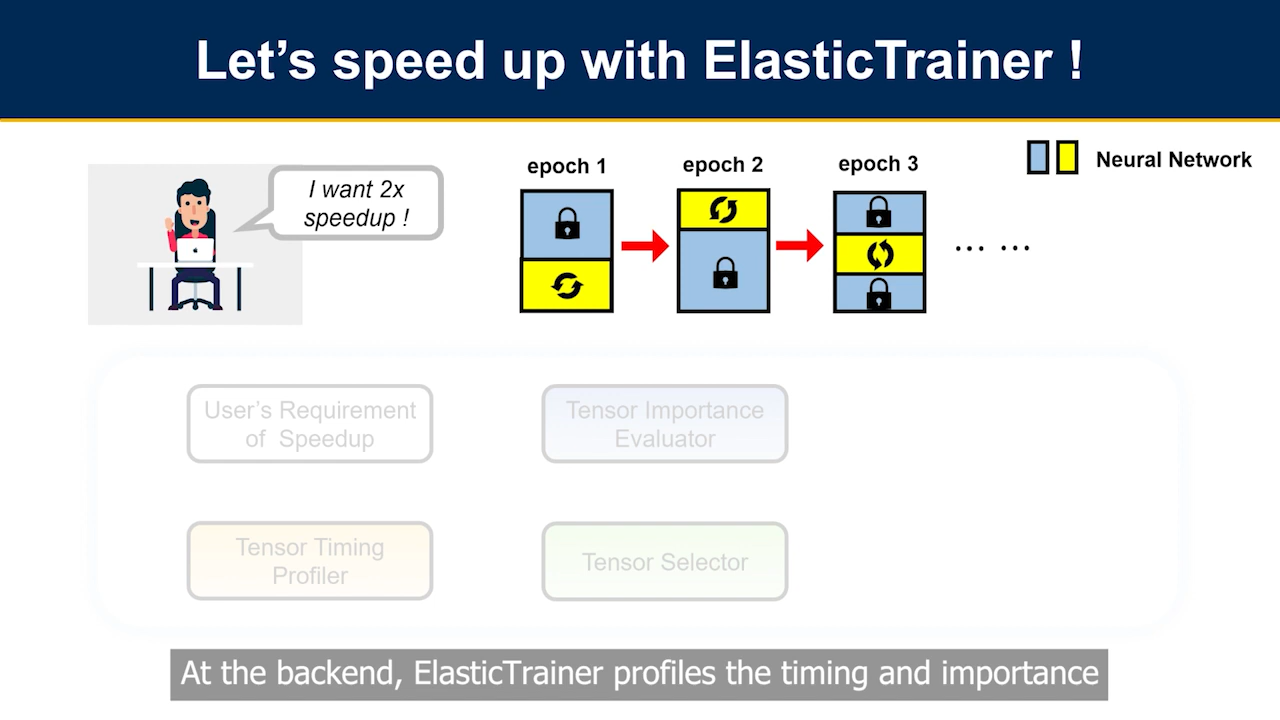 Let's speed up with ElasticTrainer !
I want 2x
speedup !
epoch 1
epoch 2
epoch 3
... ...
Neural Network
User's Requirement
of Speedup
Tensor Importance
Evaluator
Tensor Timing
Profiler
Tensor Selector
At the backend, ElasticTrainer profiles the timing and importance